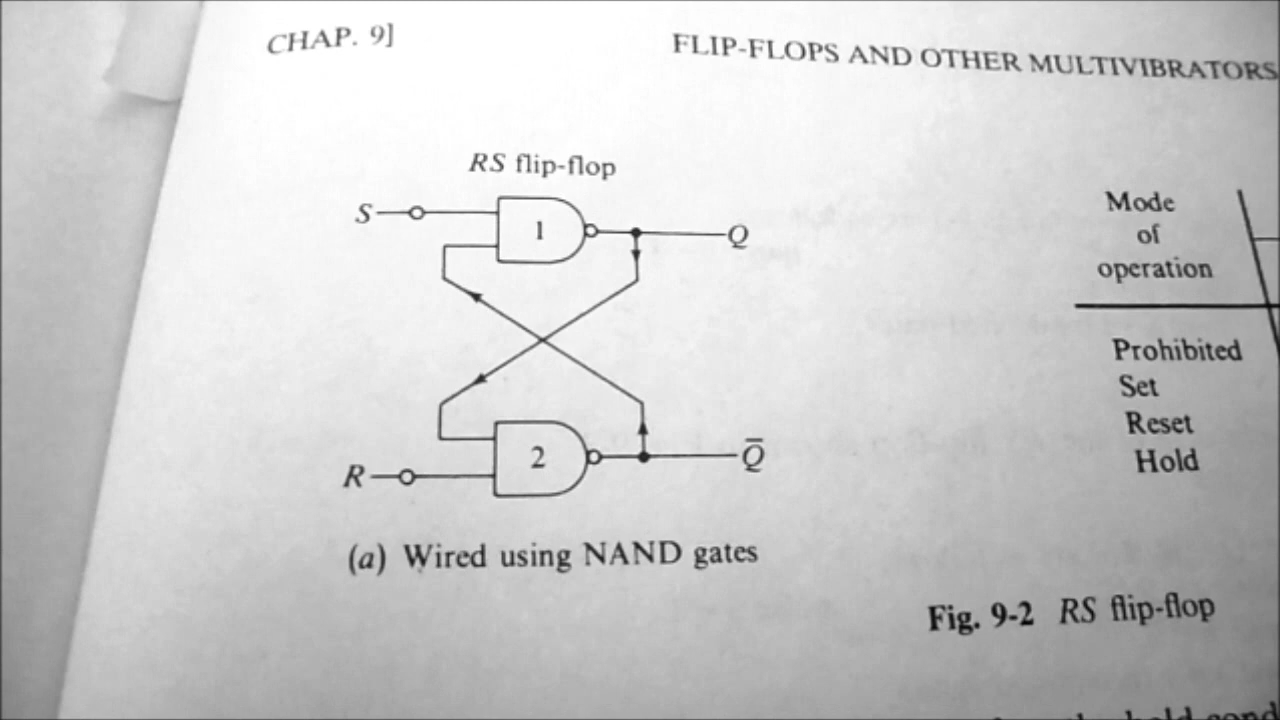 CHAP. 9]
FLIP-FLOPS AND OTHER MULTIVIBRATORS
RS flip-flop
S
1
Q
R
2
Q̄
(a) Wired using NAND gates
Mode
of
operation
Prohibited
Set
Reset
Hold
Fig. 9-2 RS flip-flop